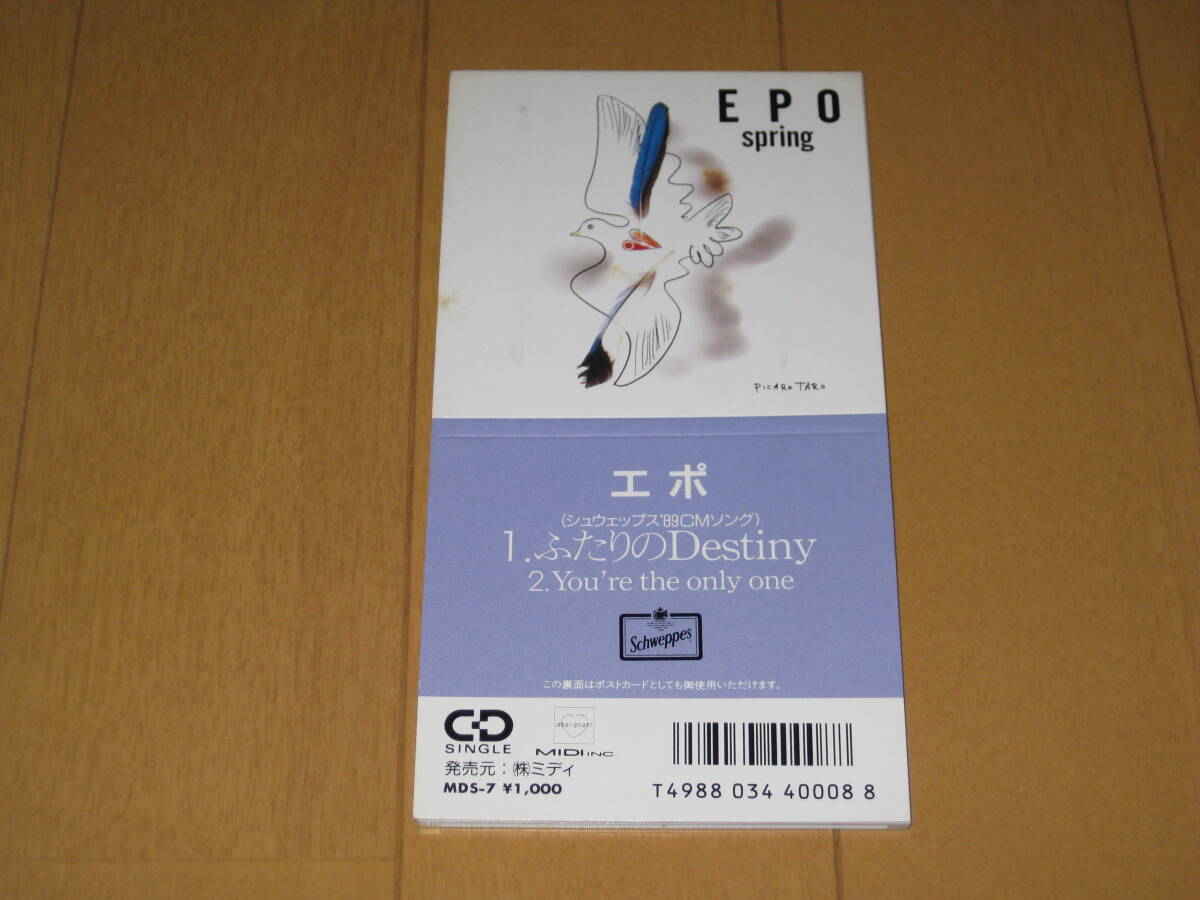 E P O
spring
PICARO TARO
エポ
(シュウェップス'89CMソング)
1.ふたりのDestiny
2.You're the only one
Schweppes
この裏面はポストカードとしても御使用いただけます。
CD
SINGLE
dear heart
MIDI INC
発売元:㈱ミディ
MDS-7 ¥1,000
T4988 034 40008 8